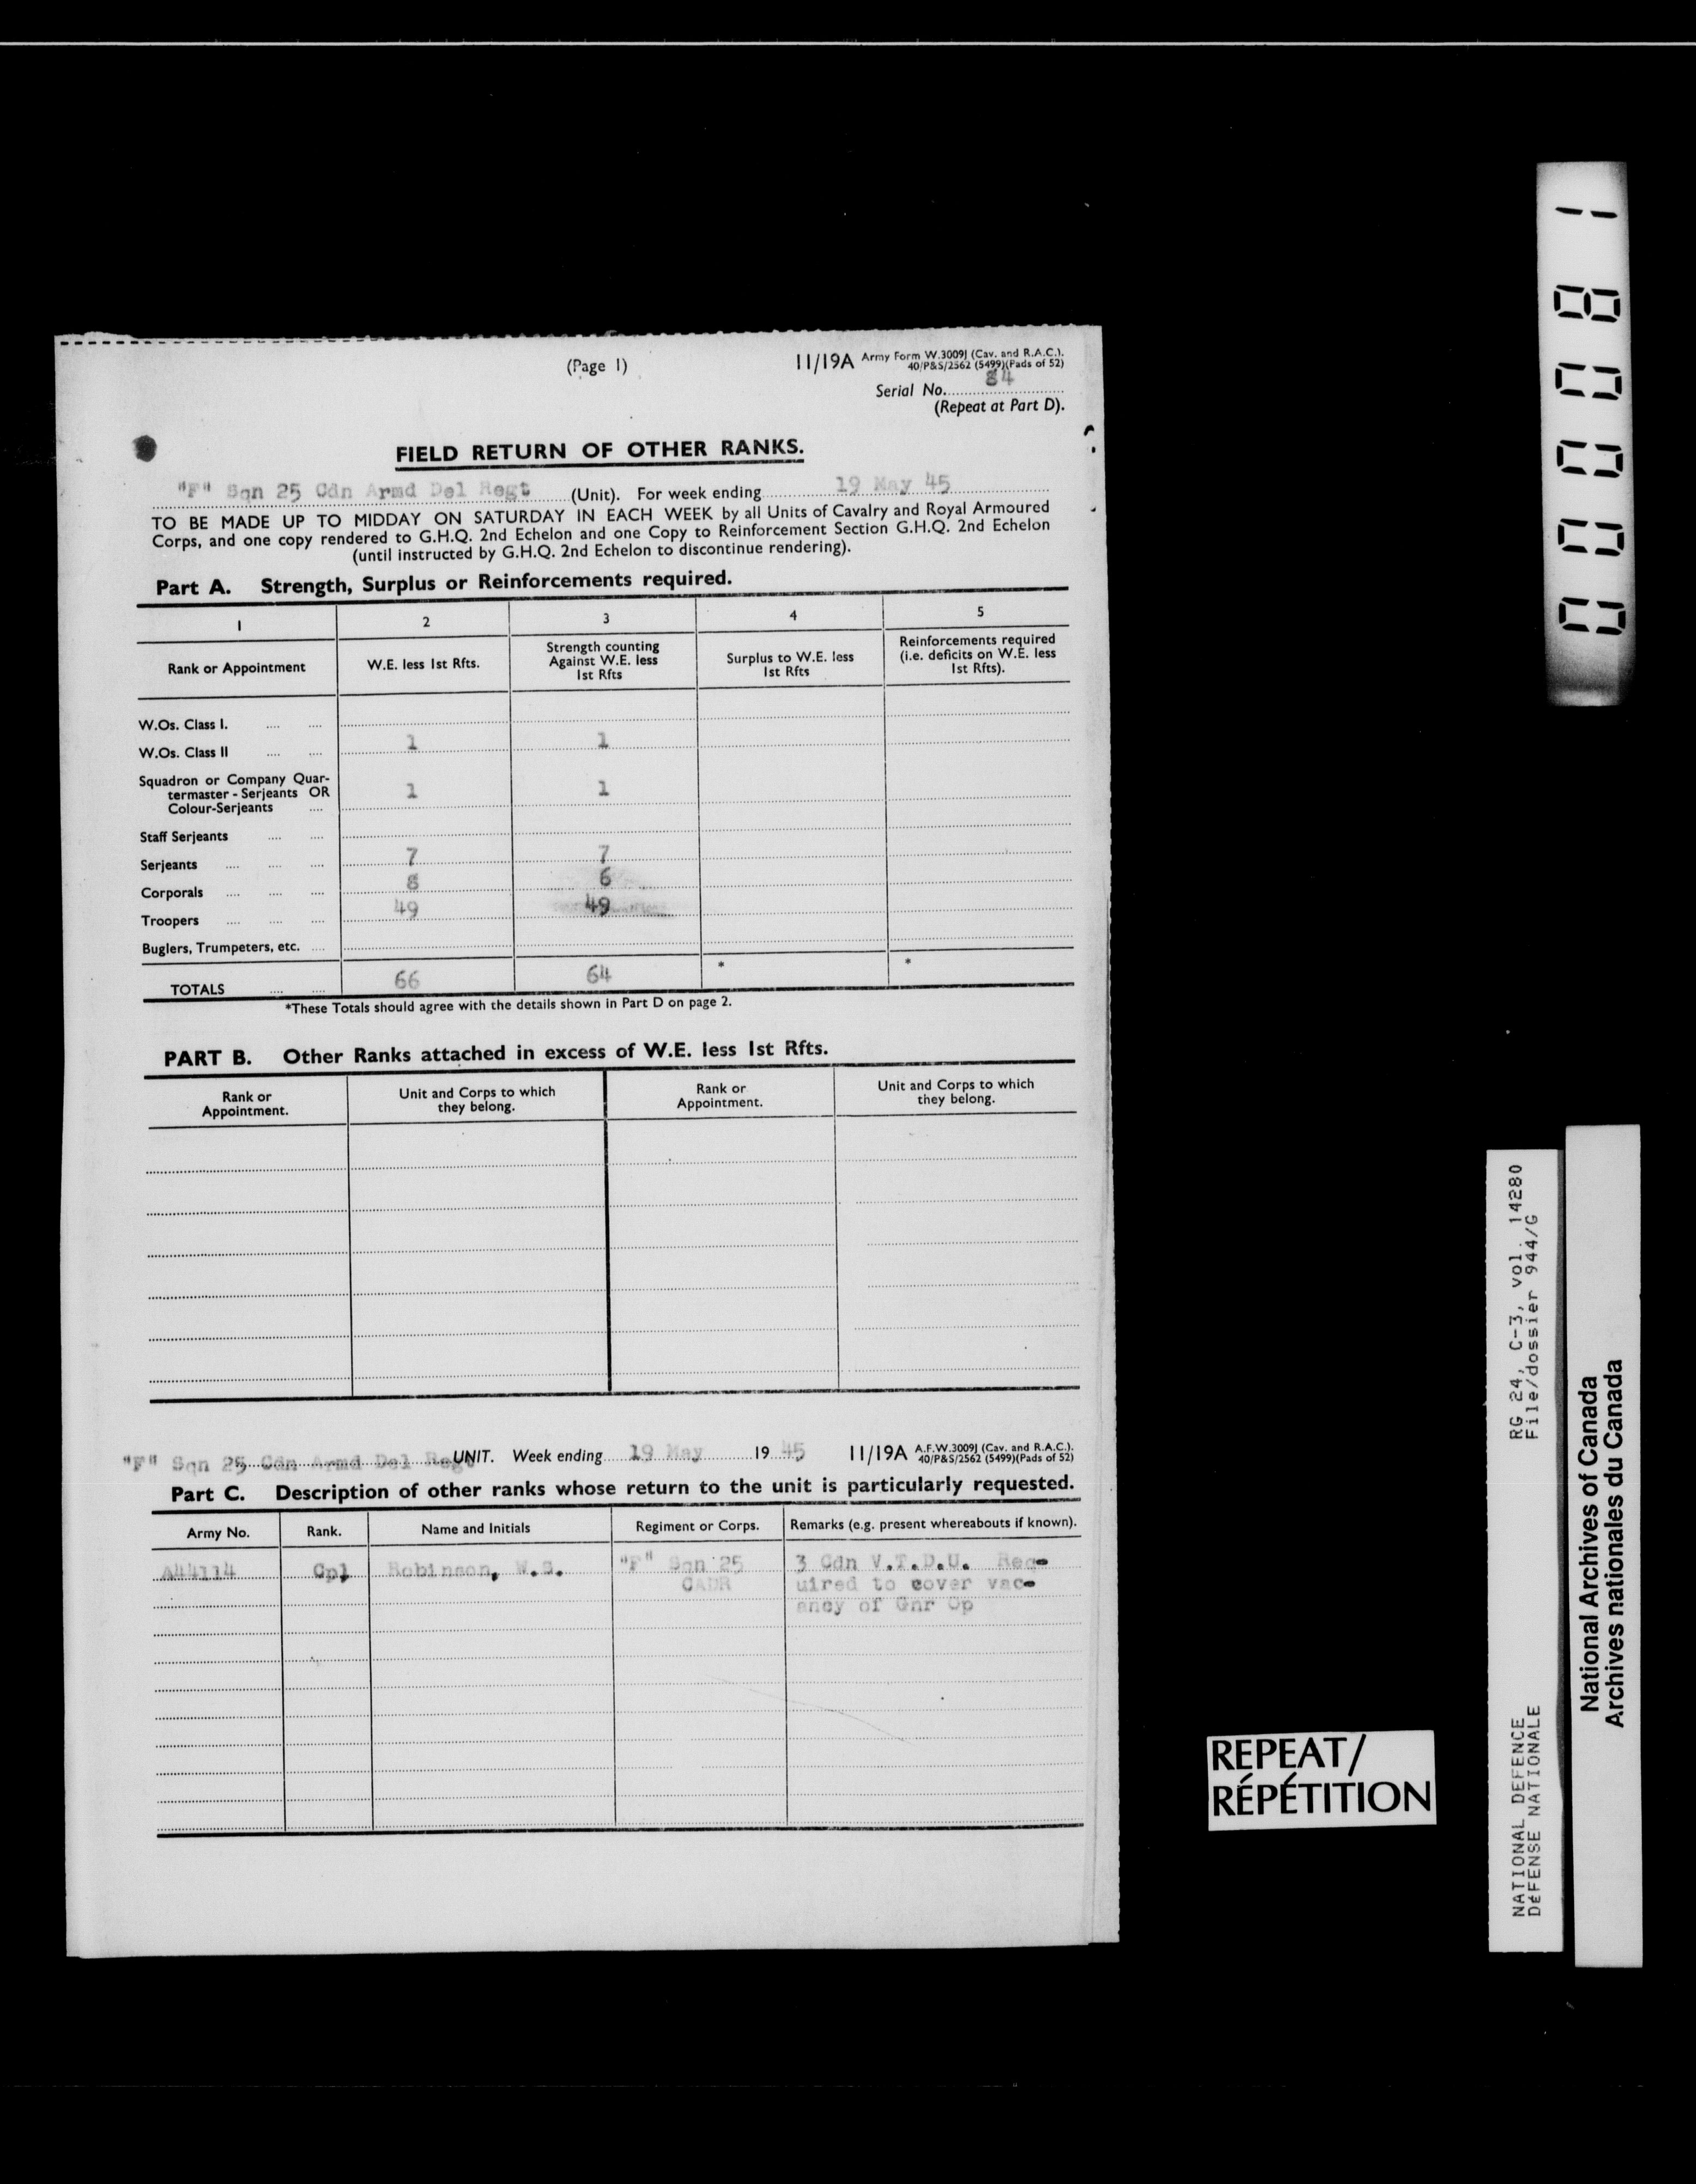 (Page 1)
11/19A Army Form W.3009J (Cav. and R.A.C.).
40/P&S/2562 (5499)(Pads of 52)
Serial No. 84
(Repeat at Part D).
FIELD RETURN OF OTHER RANKS.
"F" Sqn 25 Cdn Armd Del Regt (Unit). For week ending 19 May 45
TO BE MADE UP TO MIDDAY ON SATURDAY IN EACH WEEK by all Units of Cavalry and Royal Armoured
Corps, and one copy rendered to G.H.Q. 2nd Echelon and one Copy to Reinforcement Section G.H.Q. 2nd Echelon
(until instructed by G.H.Q. 2nd Echelon to discontinue rendering).
Part A. Strength, Surplus or Reinforcements required.
1 2 3 4 5
Rank or Appointment
W.E. less 1st Rfts.
Strength counting
Against W.E. less
1st Rfts
Surplus to W.E. less
1st Rfts
Reinforcements required
(i.e. deficits on W.E. less
1st Rfts).
W.Os. Class I. .... ....
W.Os. Class II .... .... 1 1
Squadron or Company Quar-
termaster - Serjeants OR 1 1
Colour-Serjeants ....
Staff Serjeants .... ....
Serjeants .... .... .... 7 7
Corporals .... .... .... 8 6
Troopers .... .... .... 49 49
Buglers, Trumpeters, etc. ....
TOTALS .... .... 66 64 * *
*These Totals should agree with the details shown in Part D on page 2.
PART B. Other Ranks attached in excess of W.E. less 1st Rfts.
Rank or
Appointment.
Unit and Corps to which
they belong.
Rank or
Appointment.
Unit and Corps to which
they belong.
"F" Sqn 25 Cdn Armd Del Regt UNIT. Week ending 19 May 19 45 11/19A A.F.W.3009J (Cav. and R.A.C.).
40/P&S/2562 (5499)(Pads of 52)
Part C. Description of other ranks whose return to the unit is particularly requested.
Army No. Rank. Name and Initials Regiment or Corps. Remarks (e.g. present whereabouts if known).
A44114 Cpl Robinson, W.S. "F" Sqn 25 3 Cdn V.T.D.U. Req-
CADR uired to cover vac-
ancy of Gnr Op
000081
RG 24, C-3, vol. 14280
File/dossier 944/G
NATIONAL DEFENCE
DéFENSE NATIONALE
National Archives of Canada
Archives nationales du Canada
REPEAT/
RÉPÉTITION